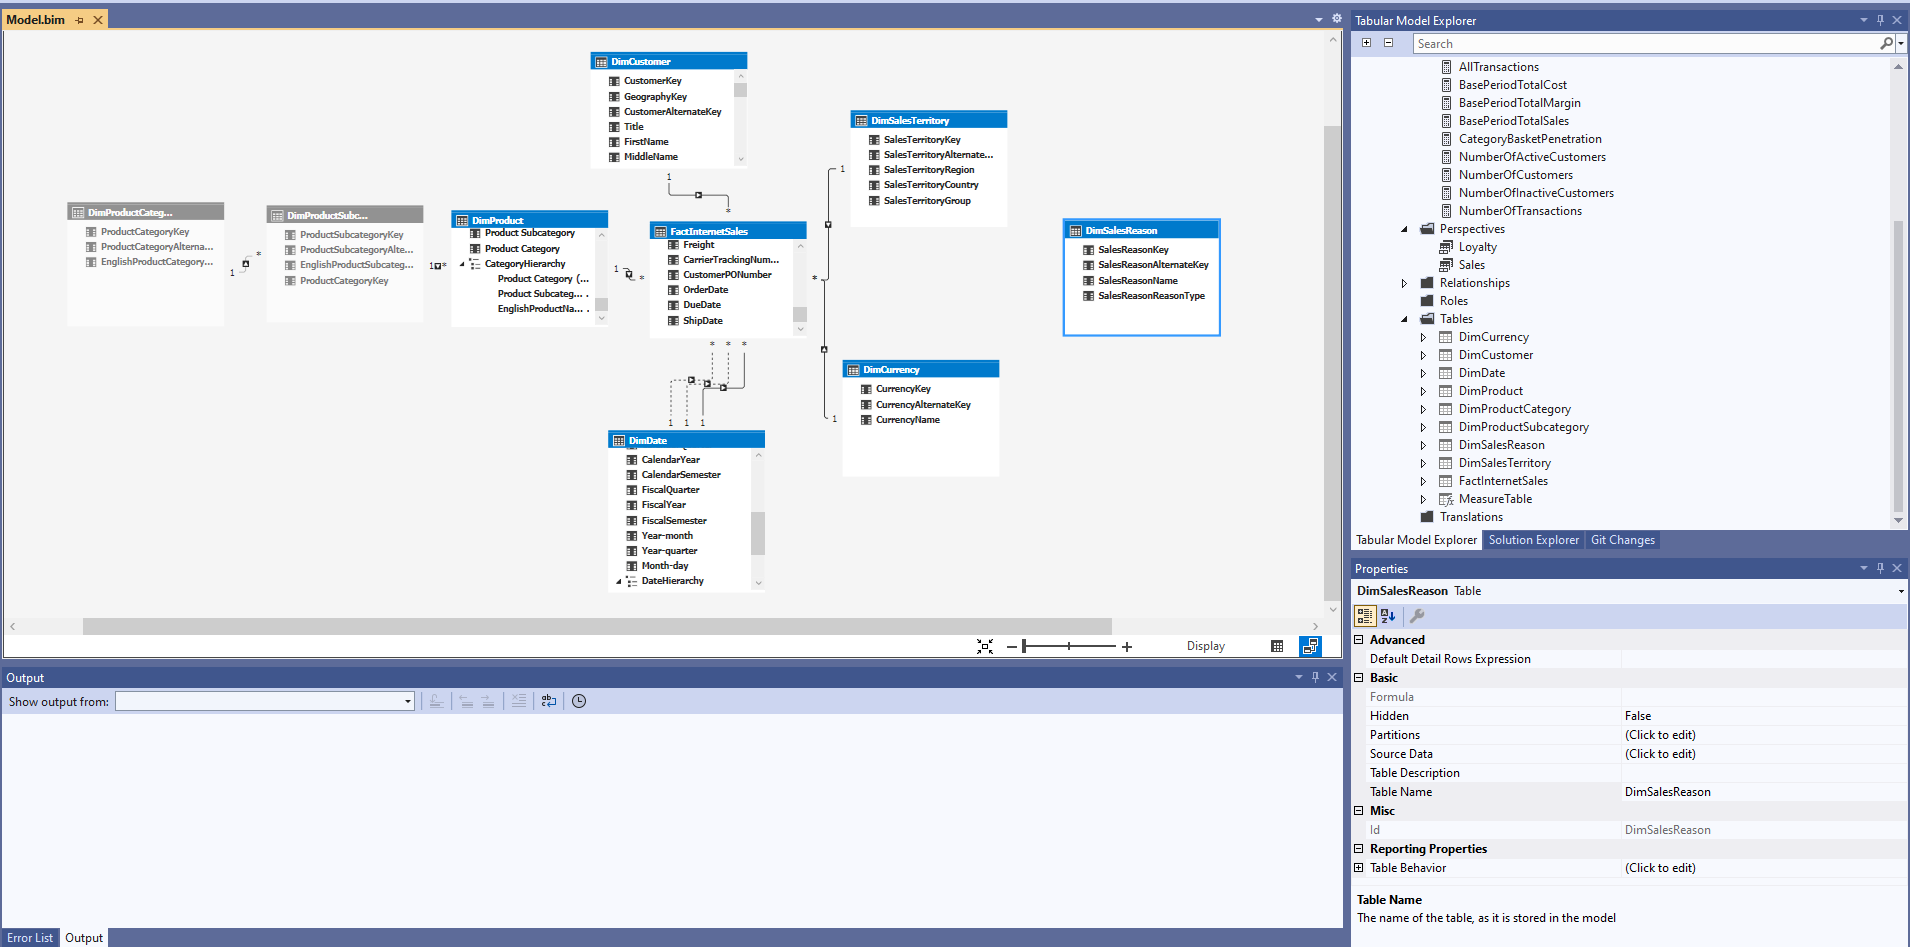 Model.bim
DimCustomer
CustomerKey
GeographyKey
CustomerAlternateKey
Title
FirstName
MiddleName
1
*
DimSalesTerritory
SalesTerritoryKey
SalesTerritoryAlternate...
SalesTerritoryRegion
SalesTerritoryCountry
SalesTerritoryGroup
1
DimProductCateg...
ProductCategoryKey
ProductCategoryAlterna...
EnglishProductCategory...
1
*
DimProductSubc...
ProductSubcategoryKey
ProductSubcategoryAlte...
EnglishProductSubcateg...
ProductCategoryKey
1
*
DimProduct
Product Subcategory
Product Category
CategoryHierarchy
Product Category (...
Product Subcateg... .
EnglishProductNa... .
1
*
FactInternetSales
Freight
CarrierTrackingNum...
CustomerPONumber
OrderDate
DueDate
ShipDate
*
* * *
1 1 1
DimSalesReason
SalesReasonKey
SalesReasonAlternateKey
SalesReasonName
SalesReasonReasonType
DimCurrency
CurrencyKey
CurrencyAlternateKey
CurrencyName
1
DimDate
CalendarYear
CalendarSemester
FiscalQuarter
FiscalYear
FiscalSemester
Year-month
Year-quarter
Month-day
DateHierarchy
Display
Output
Show output from:
Error List
Output
Tabular Model Explorer
Search
AllTransactions
BasePeriodTotalCost
BasePeriodTotalMargin
BasePeriodTotalSales
CategoryBasketPenetration
NumberOfActiveCustomers
NumberOfCustomers
NumberOfInactiveCustomers
NumberOfTransactions
Perspectives
Loyalty
Sales
Relationships
Roles
Tables
DimCurrency
DimCustomer
DimDate
DimProduct
DimProductCategory
DimProductSubcategory
DimSalesReason
DimSalesTerritory
FactInternetSales
MeasureTable
Translations
Tabular Model Explorer
Solution Explorer
Git Changes
Properties
DimSalesReason Table
Advanced
Default Detail Rows Expression
Basic
Formula
Hidden False
Partitions (Click to edit)
Source Data (Click to edit)
Table Description
Table Name DimSalesReason
Misc
Id DimSalesReason
Reporting Properties
Table Behavior (Click to edit)
Table Name
The name of the table, as it is stored in the model